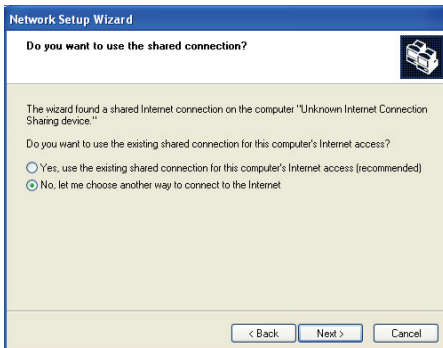 Network Setup Wizard
Do you want to use the shared connection?
The wizard found a shared Internet connection on the computer "Unknown Internet Connection
Sharing device."
Do you want to use the existing shared connection for this computer's Internet access?
Yes, use the existing shared connection for this computer's Internet access (recommended)
No, let me choose another way to connect to the Internet
< Back
Next >
Cancel